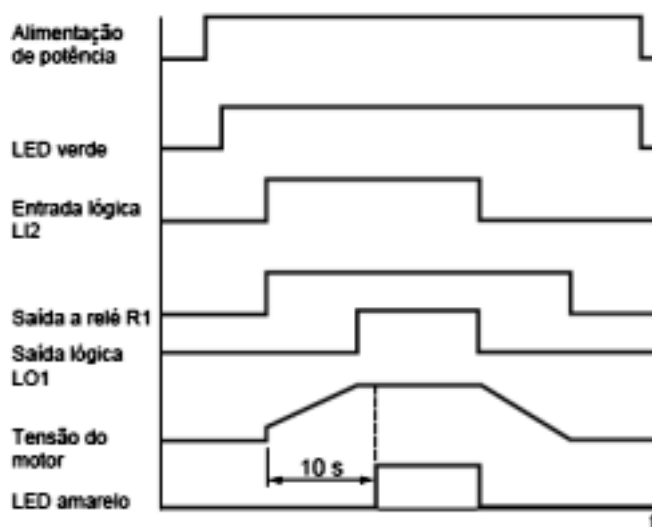 Alimentação
de potência
LED verde
Entrada lógica
LI2
Saída a relé R1
Saída lógica
LO1
Tensão do
motor
10 s
LED amarelo
t